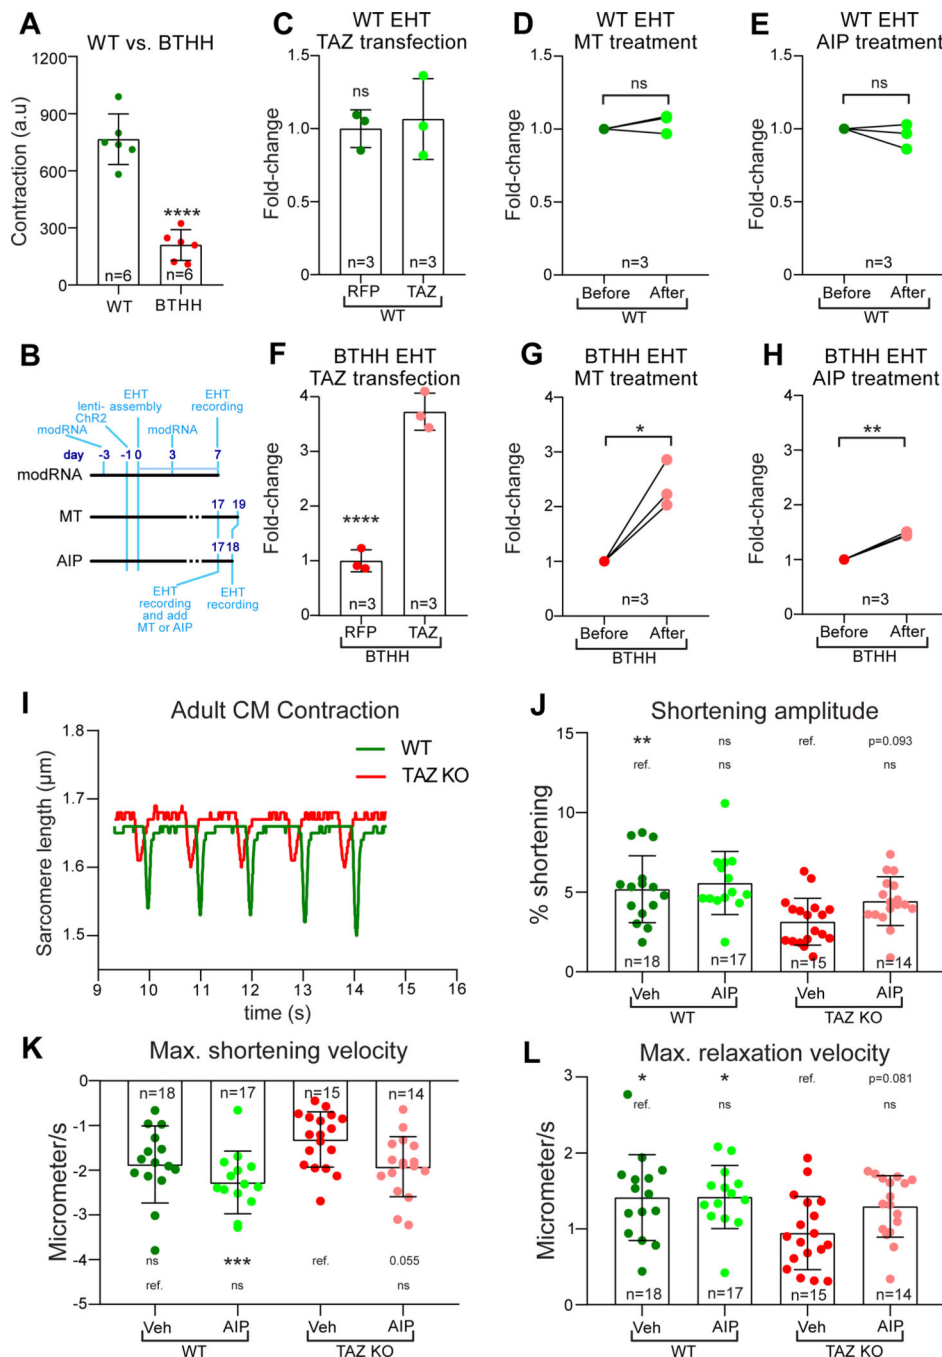 A
WT vs. BTHH
Contraction (a.u)
1200
900
600
300
0
****
n=6
n=6
WT
BTHH
C
WT EHT
TAZ transfection
Fold-change
1.5
1.0
0.5
0
ns
n=3
n=3
RFP
TAZ
WT
D
WT EHT
MT treatment
Fold-change
1.5
1.0
0.5
0
ns
n=3
Before
After
WT
E
WT EHT
AIP treatment
Fold-change
1.5
1.0
0.5
0
ns
n=3
Before
After
WT
B
EHT
assembly
EHT
recording
lenti-
ChR2
modRNA
modRNA
day
-3
-1
0
3
7
modRNA
17
19
MT
17
18
AIP
EHT
recording
and add
MT or AIP
EHT
recording
F
BTHH EHT
TAZ transfection
Fold-change
4
3
2
1
0
****
n=3
n=3
RFP
TAZ
BTHH
G
BTHH EHT
MT treatment
Fold-change
4
3
2
1
0
*
n=3
Before
After
BTHH
H
BTHH EHT
AIP treatment
Fold-change
4
3
2
1
0
**
n=3
Before
After
BTHH
I
Adult CM Contraction
Sarcomere length (µm)
1.8
1.7
1.6
1.5
WT
TAZ KO
9
10
11
12
13
14
15
16
time (s)
J
Shortening amplitude
% shortening
15
10
5
0
**
ns
ref.
p=0.093
ref.
ns
ns
n=18
n=17
n=15
n=14
Veh
AIP
Veh
AIP
WT
TAZ KO
K
Max. shortening velocity
Micrometer/s
0
-1
-2
-3
-4
-5
n=18
n=17
n=15
n=14
ns
***
ref.
0.055
ref.
ns
ns
Veh
AIP
Veh
AIP
WT
TAZ KO
L
Max. relaxation velocity
Micrometer/s
3
2
1
0
*
*
ref.
p=0.081
ref.
ns
ns
n=18
n=17
n=15
n=14
Veh
AIP
Veh
AIP
WT
TAZ KO